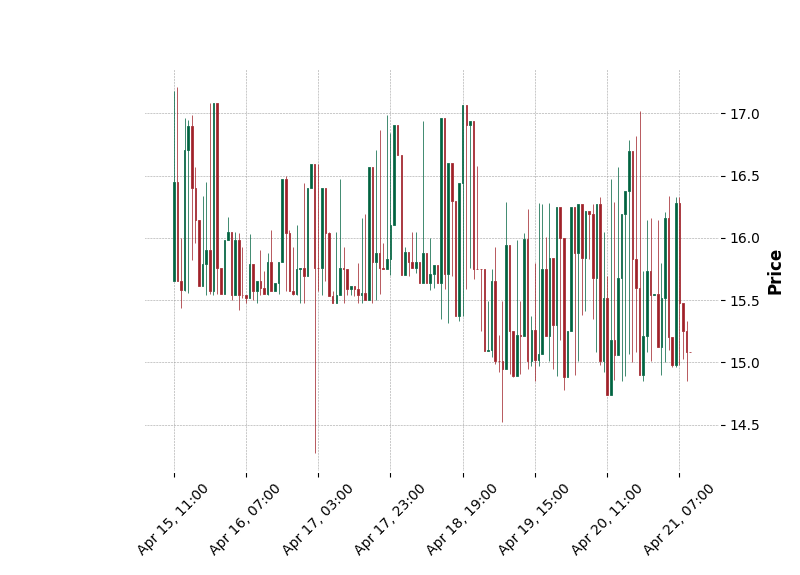 17.0
16.5
16.0
15.5
15.0
14.5
Price
Apr 15, 11:00
Apr 16, 07:00
Apr 17, 03:00
Apr 17, 23:00
Apr 18, 19:00
Apr 19, 15:00
Apr 20, 11:00
Apr 21, 07:00